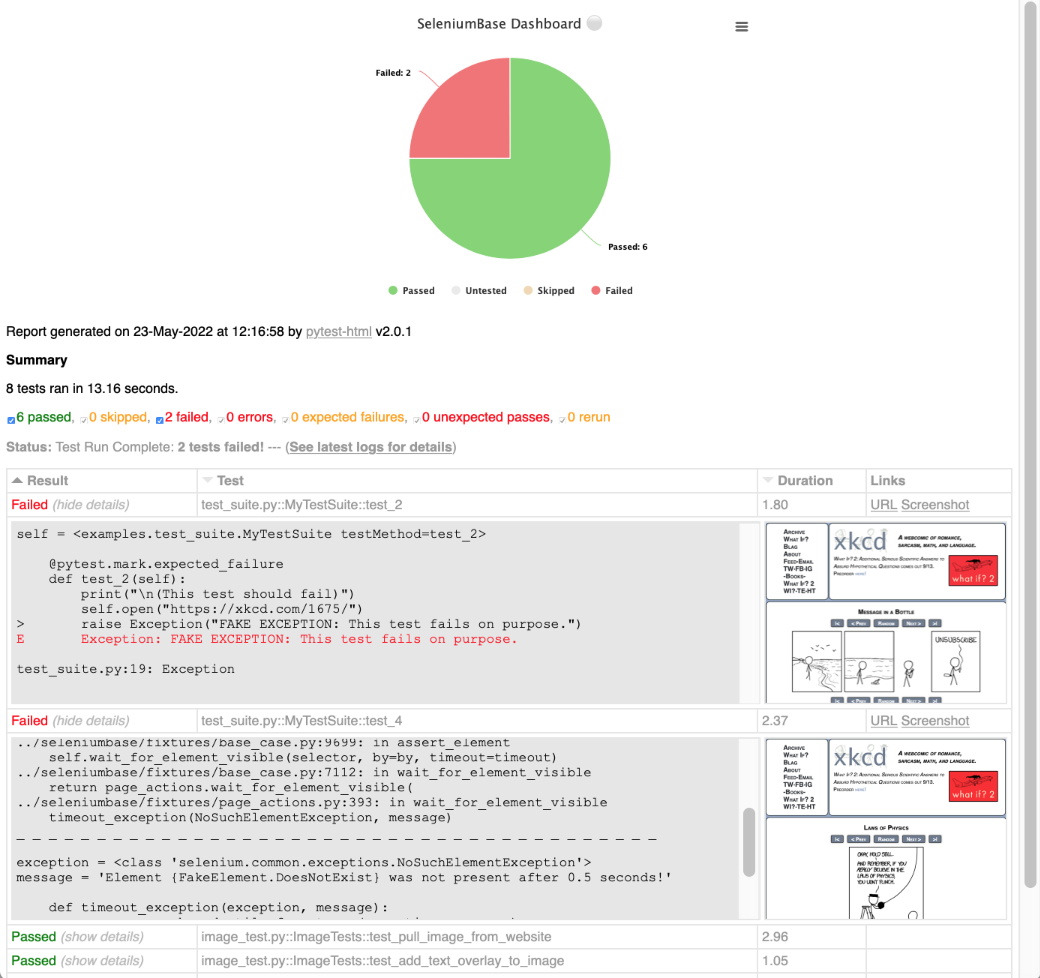 SeleniumBase Dashboard
Failed: 2
Passed: 6
Passed Untested Skipped Failed
Report generated on 23-May-2022 at 12:16:58 by pytest-html v2.0.1
Summary
8 tests ran in 13.16 seconds.
6 passed, 0 skipped, 2 failed, 0 errors, 0 expected failures, 0 unexpected passes, 0 rerun
Status: Test Run Complete: 2 tests failed! --- (See latest logs for details)
Result Test Duration Links
Failed (hide details) test_suite.py::MyTestSuite::test_2 1.80 URL Screenshot
self = <examples.test_suite.MyTestSuite testMethod=test_2>
@pytest.mark.expected_failure
def test_2(self):
print("\n(This test should fail)")
self.open("https://xkcd.com/1675/")
> raise Exception("FAKE EXCEPTION: This test fails on purpose.")
E Exception: FAKE EXCEPTION: This test fails on purpose.
test_suite.py:19: Exception
Archive
What If?
Blag
About
Feed•Email
TW•FB•IG
-Books-
What If? 2
WI?•TE•HT
xkcd
A webcomic of romance,
sarcasm, math, and language.
What If? 2: Additional Serious Scientific Answers to
Absurd Hypothetical Questions comes out 9/13.
Preorder here!
what if? 2
Message in a Bottle
|< < Prev Random Next > >|
UNSUBSCRIBE
|< < Prev Random Next > >|
Failed (hide details) test_suite.py::MyTestSuite::test_4 2.37 URL Screenshot
../seleniumbase/fixtures/base_case.py:9699: in assert_element
self.wait_for_element_visible(selector, by=by, timeout=timeout)
../seleniumbase/fixtures/base_case.py:7112: in wait_for_element_visible
return page_actions.wait_for_element_visible(
../seleniumbase/fixtures/page_actions.py:393: in wait_for_element_visible
timeout_exception(NoSuchElementException, message)
_ _ _ _ _ _ _ _ _ _ _ _ _ _ _ _ _ _ _ _ _ _ _ _ _ _ _ _ _ _ _ _ _ _ _ _ _ _ _ _
exception = <class 'selenium.common.exceptions.NoSuchElementException'>
message = 'Element {FakeElement.DoesNotExist} was not present after 0.5 seconds!'
def timeout_exception(exception, message):
Archive
What If?
Blag
About
Feed•Email
TW•FB•IG
-Books-
What If? 2
WI?•TE•HT
xkcd
A webcomic of romance,
sarcasm, math, and language.
What If? 2: Additional Serious Scientific Answers to
Absurd Hypothetical Questions comes out 9/13.
Preorder here!
what if? 2
Laws of Physics
|< < Prev Random Next > >|
OKAY, HOLD STILL.
AND REMEMBER, IF YOU
REALLY BELIEVE IN THE
LAWS OF PHYSICS,
YOU WON'T FLINCH.
Passed (show details) image_test.py::ImageTests::test_pull_image_from_website 2.96
Passed (show details) image_test.py::ImageTests::test_add_text_overlay_to_image 1.05